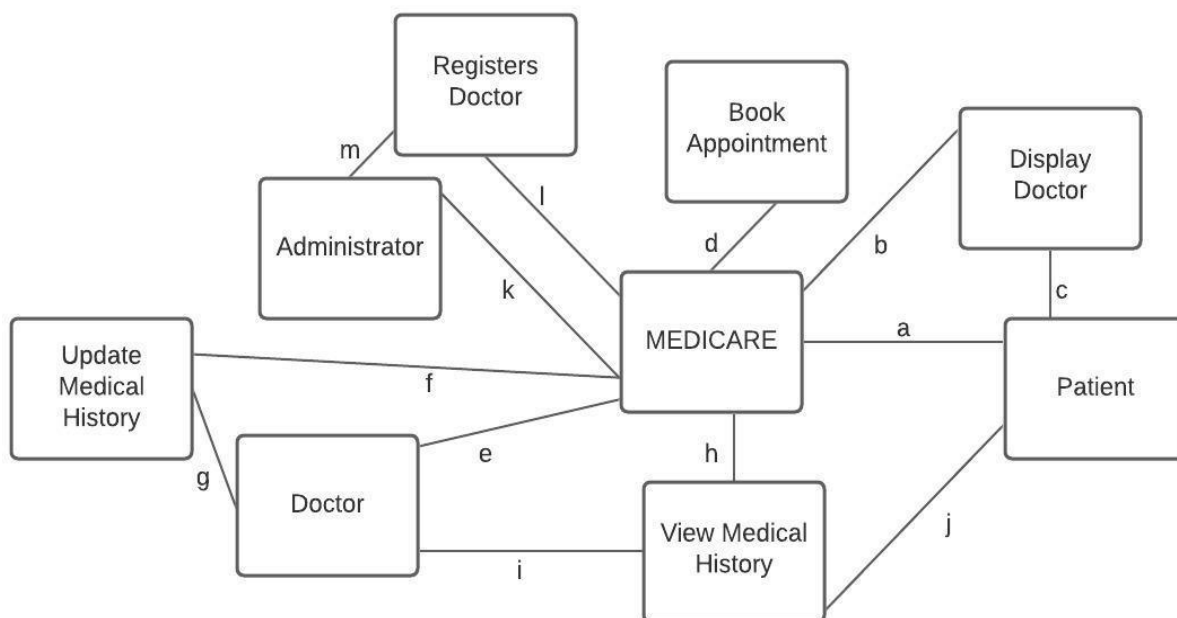 Registers
Doctor
Book
Appointment
Display
Doctor
m
l
Administrator
d
b
k
c
MEDICARE
a
Update
Medical
History
f
Patient
e
h
g
Doctor
View Medical
History
j
i